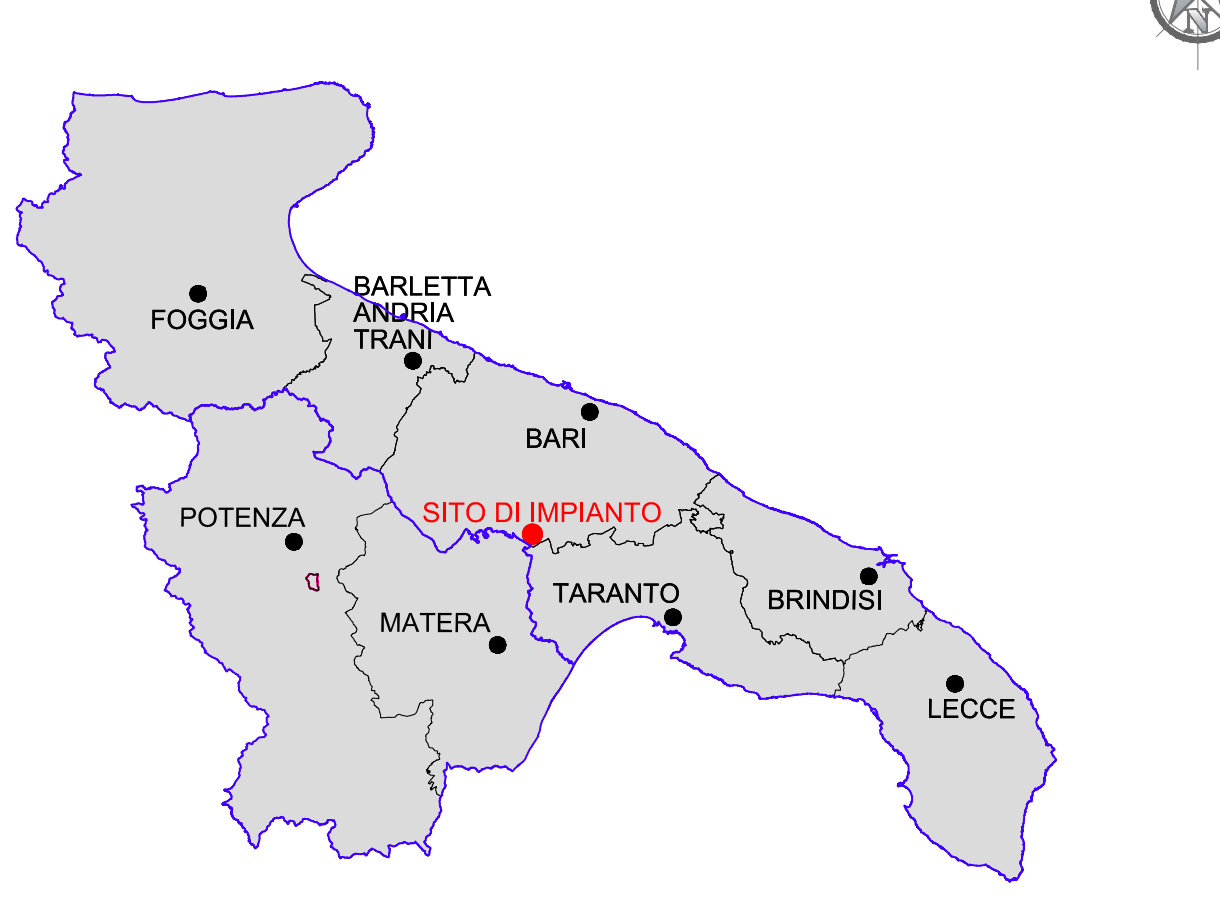 N
BARLETTA
ANDRIA
TRANI
FOGGIA
BARI
SITO DI IMPIANTO
POTENZA
TARANTO
BRINDISI
MATERA
LECCE